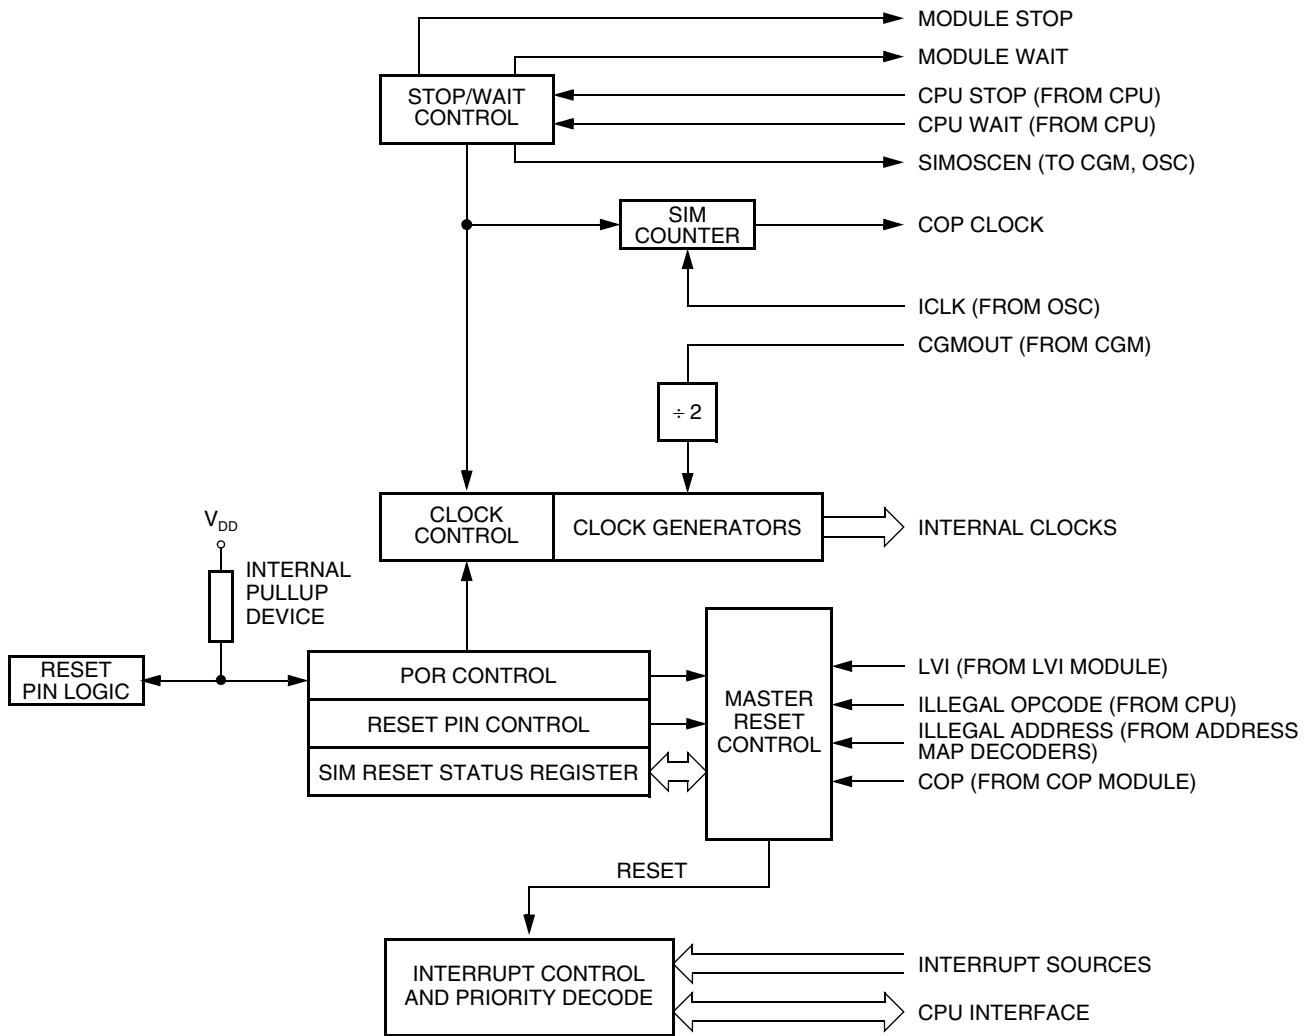 MODULE STOP
MODULE WAIT
STOP/WAIT
CONTROL
CPU STOP (FROM CPU)
CPU WAIT (FROM CPU)
SIMOSCEN (TO CGM, OSC)
SIM
COUNTER
COP CLOCK
ICLK (FROM OSC)
CGMOUT (FROM CGM)
÷ 2
CLOCK
CONTROL
CLOCK GENERATORS
INTERNAL CLOCKS
VDD
INTERNAL
PULLUP
DEVICE
RESET
PIN LOGIC
POR CONTROL
RESET PIN CONTROL
SIM RESET STATUS REGISTER
MASTER
RESET
CONTROL
LVI (FROM LVI MODULE)
ILLEGAL OPCODE (FROM CPU)
ILLEGAL ADDRESS (FROM ADDRESS
MAP DECODERS)
COP (FROM COP MODULE)
RESET
INTERRUPT CONTROL
AND PRIORITY DECODE
INTERRUPT SOURCES
CPU INTERFACE